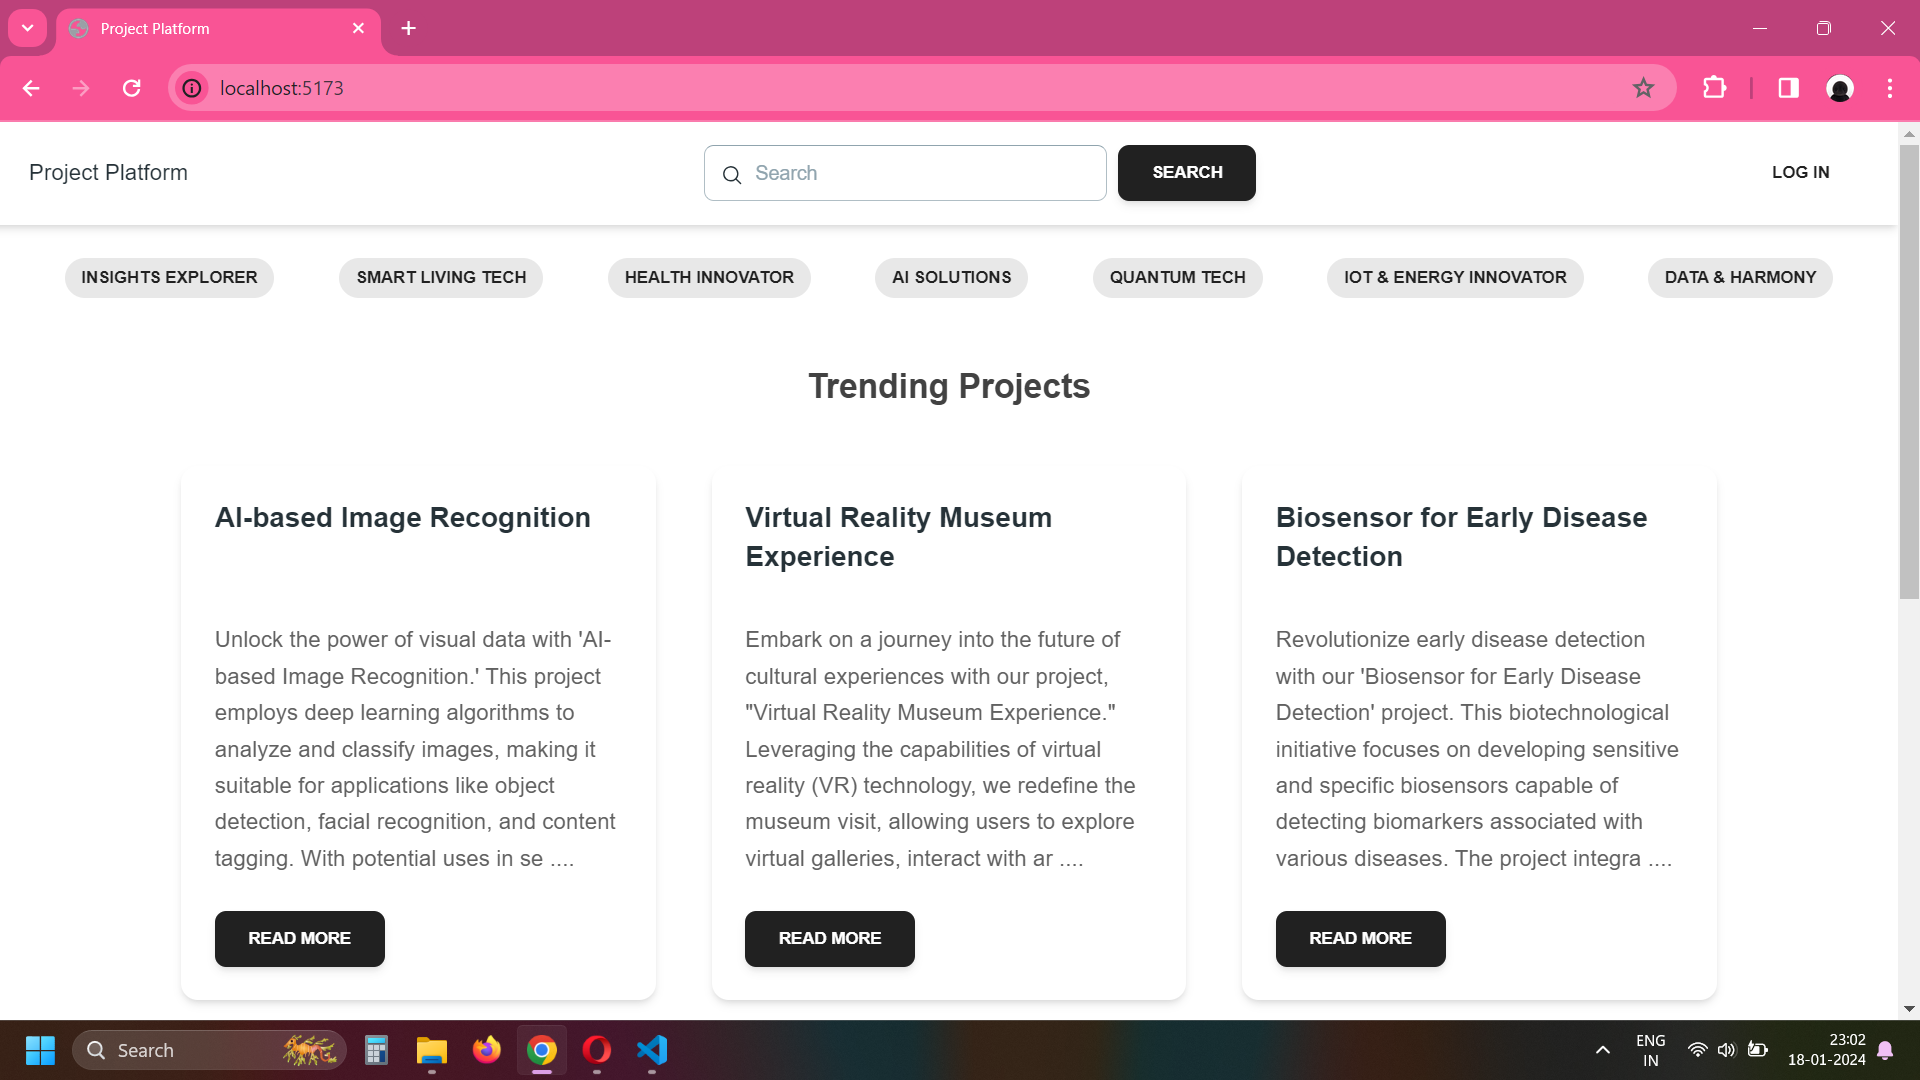 Project Platform
localhost:5173
Project Platform
Search
SEARCH
LOG IN
INSIGHTS EXPLORER
SMART LIVING TECH
HEALTH INNOVATOR
AI SOLUTIONS
QUANTUM TECH
IOT & ENERGY INNOVATOR
DATA & HARMONY
Trending Projects
AI-based Image Recognition
Unlock the power of visual data with 'AI-
based Image Recognition.' This project
employs deep learning algorithms to
analyze and classify images, making it
suitable for applications like object
detection, facial recognition, and content
tagging. With potential uses in se ....
READ MORE
Virtual Reality Museum
Experience
Embark on a journey into the future of
cultural experiences with our project,
"Virtual Reality Museum Experience."
Leveraging the capabilities of virtual
reality (VR) technology, we redefine the
museum visit, allowing users to explore
virtual galleries, interact with ar ....
READ MORE
Biosensor for Early Disease
Detection
Revolutionize early disease detection
with our 'Biosensor for Early Disease
Detection' project. This biotechnological
initiative focuses on developing sensitive
and specific biosensors capable of
detecting biomarkers associated with
various diseases. The project integra ....
READ MORE
Search
ENG
IN
23:02
18-01-2024